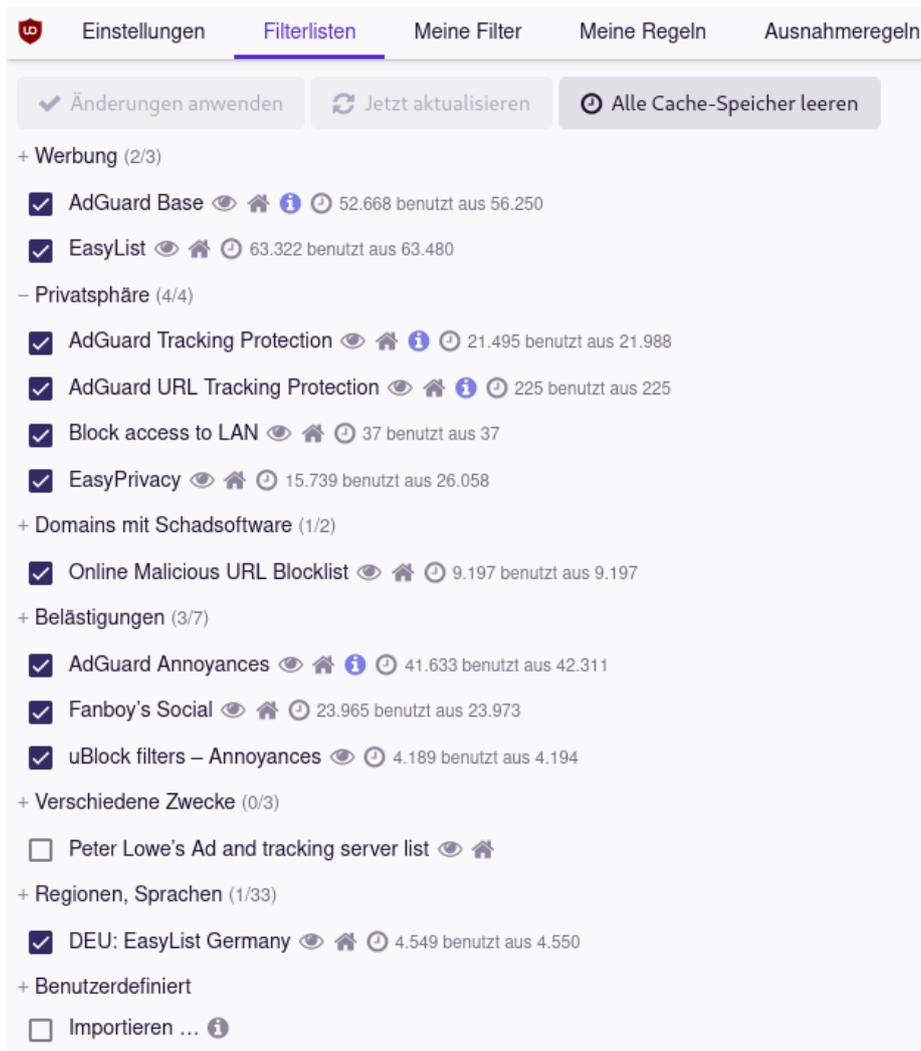 Einstellungen Filterlisten Meine Filter Meine Regeln Ausnahmeregeln
Änderungen anwenden Jetzt aktualisieren Alle Cache-Speicher leeren
+ Werbung (2/3)
AdGuard Base 52.668 benutzt aus 56.250
EasyList 63.322 benutzt aus 63.480
– Privatsphäre (4/4)
AdGuard Tracking Protection 21.495 benutzt aus 21.988
AdGuard URL Tracking Protection 225 benutzt aus 225
Block access to LAN 37 benutzt aus 37
EasyPrivacy 15.739 benutzt aus 26.058
+ Domains mit Schadsoftware (1/2)
Online Malicious URL Blocklist 9.197 benutzt aus 9.197
+ Belästigungen (3/7)
AdGuard Annoyances 41.633 benutzt aus 42.311
Fanboy’s Social 23.965 benutzt aus 23.973
uBlock filters – Annoyances 4.189 benutzt aus 4.194
+ Verschiedene Zwecke (0/3)
Peter Lowe’s Ad and tracking server list
+ Regionen, Sprachen (1/33)
DEU: EasyList Germany 4.549 benutzt aus 4.550
+ Benutzerdefiniert
Importieren …